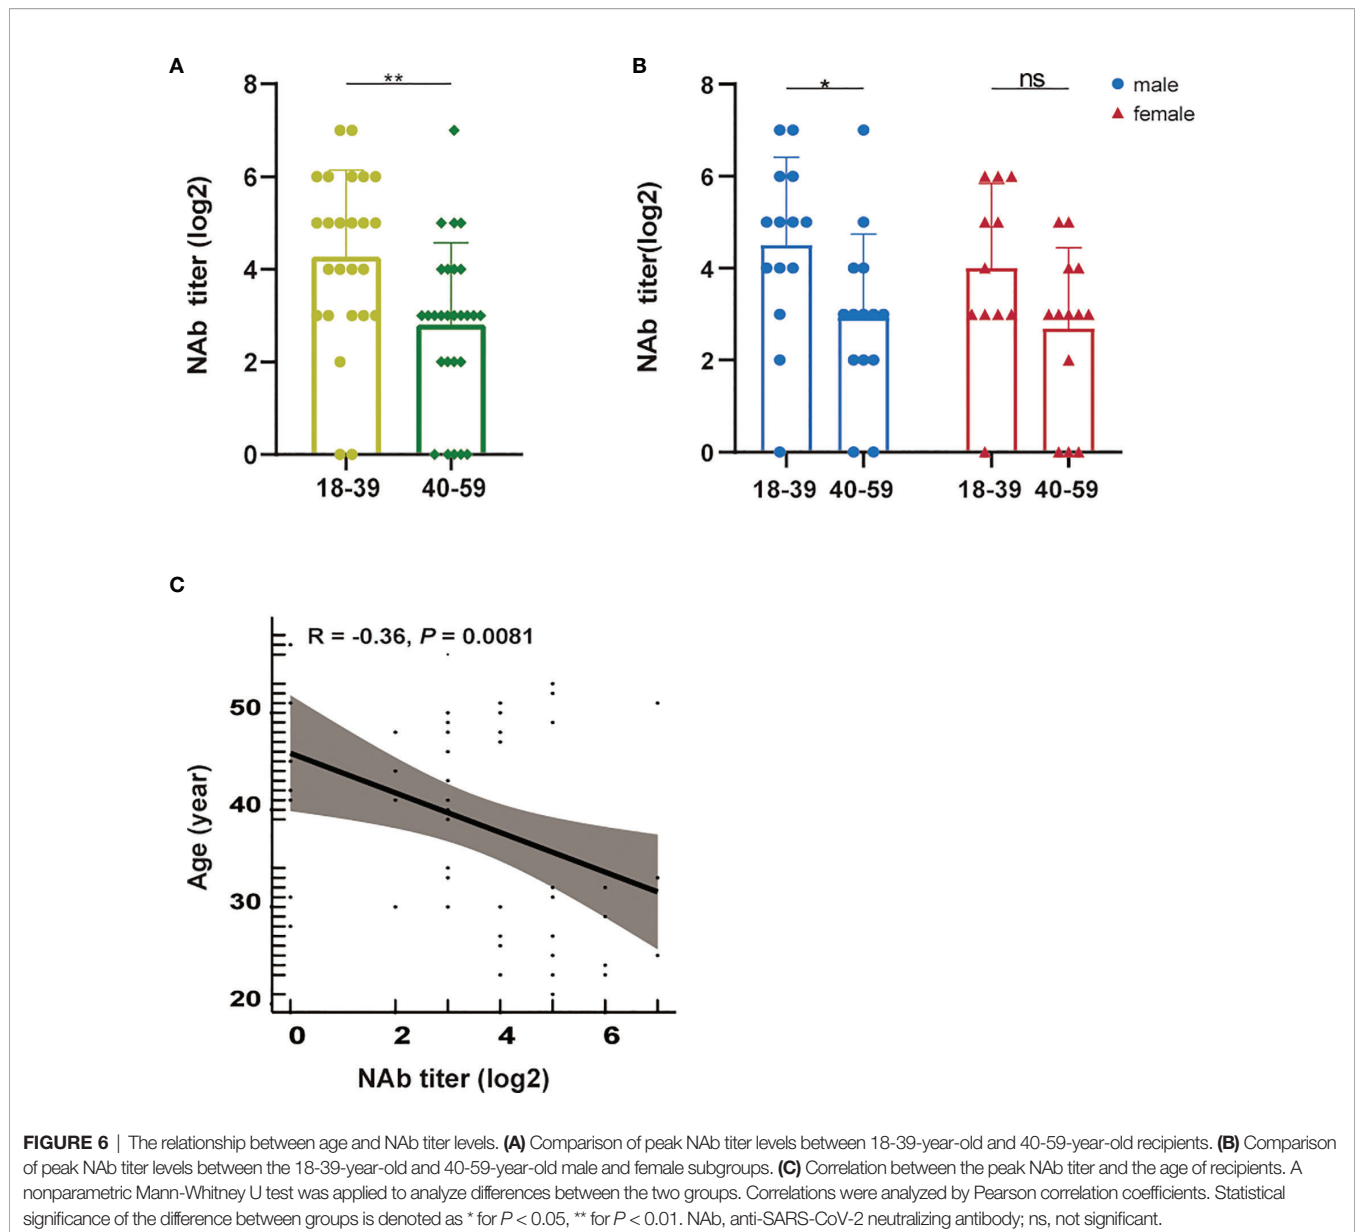 A
8
6
4
2
0
NAb titer (log2)
**
18-39
40-59
B
8
6
4
2
0
NAb titer(log2)
*
ns
male
female
18-39
40-59
18-39
40-59
C
R = -0.36, P = 0.0081
50
40
30
20
Age (year)
0
2
4
6
NAb titer (log2)
FIGURE 6 | The relationship between age and NAb titer levels. (A) Comparison of peak NAb titer levels between 18-39-year-old and 40-59-year-old recipients. (B) Comparison
of peak NAb titer levels between the 18-39-year-old and 40-59-year-old male and female subgroups. (C) Correlation between the peak NAb titer and the age of recipients. A
nonparametric Mann-Whitney U test was applied to analyze differences between the two groups. Correlations were analyzed by Pearson correlation coefficients. Statistical
significance of the difference between groups is denoted as * for P < 0.05, ** for P < 0.01. NAb, anti-SARS-CoV-2 neutralizing antibody; ns, not significant.